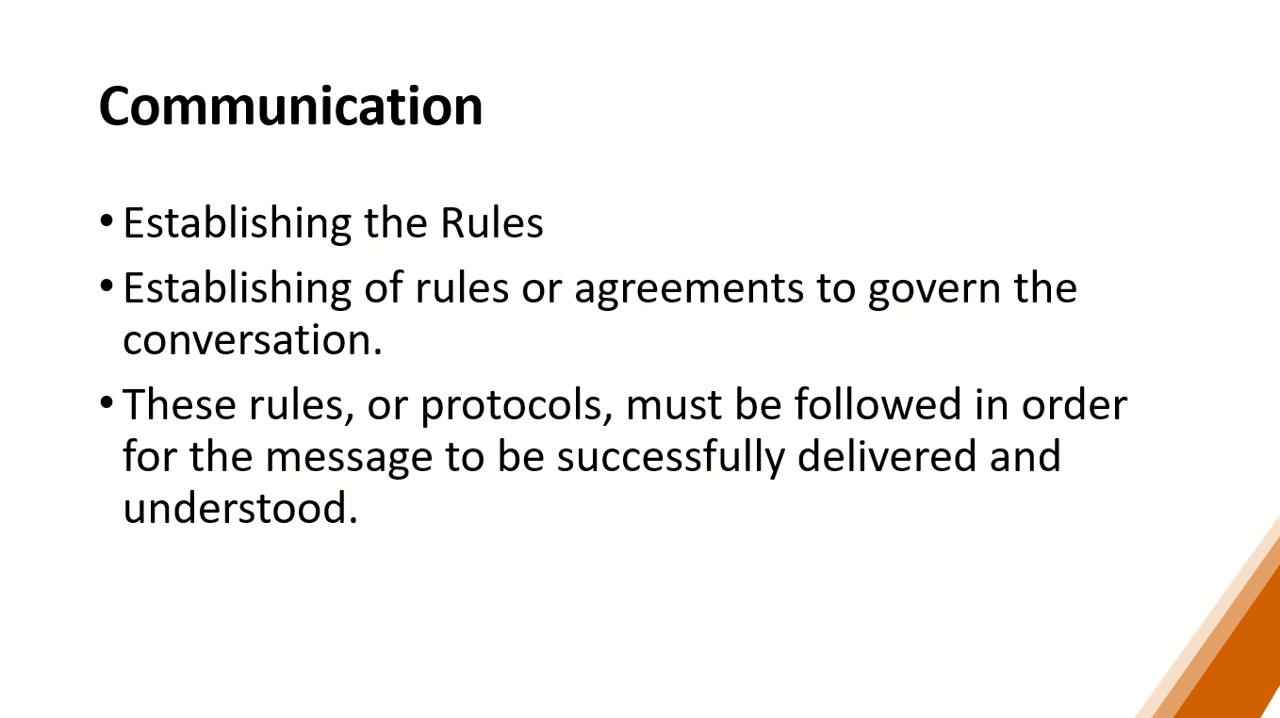 Communication
• Establishing the Rules
• Establishing of rules or agreements to govern the
conversation.
• These rules, or protocols, must be followed in order
for the message to be successfully delivered and
understood.